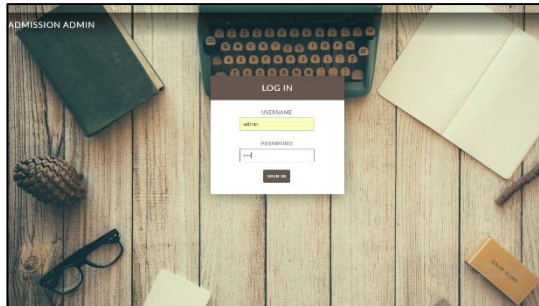 ADMISSION ADMIN
LOG IN
USERNAME
admin
PASSWORD
SIGN IN